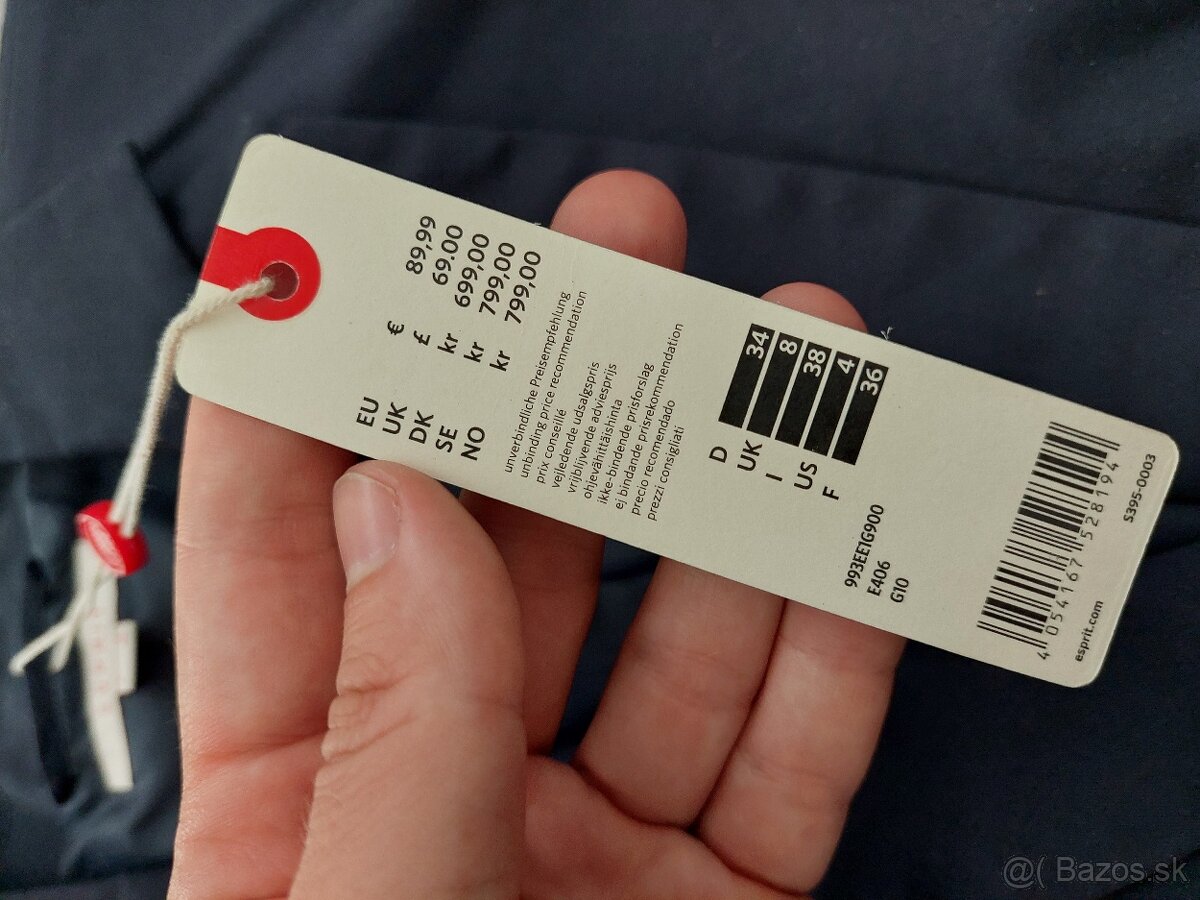 EU € 89,99
UK £ 69.00
DK kr 699,00
SE kr 799,00
NO kr 799,00
unverbindliche Preisempfehlung
unbinding price recommendation
prix conseillé
vejledende udsalgspris
vrijblijvende adviesprijs
ohjevähittäishinta
ikke-bindende prisforslag
ej bindande prisrekommendation
precio recomendado
prezzi consigliati
D 34
UK 8
I 38
US 4
F 36
993EE1G900
E406
G10
4 054167 528194
esprit.com S395-0003
@( Bazos.sk